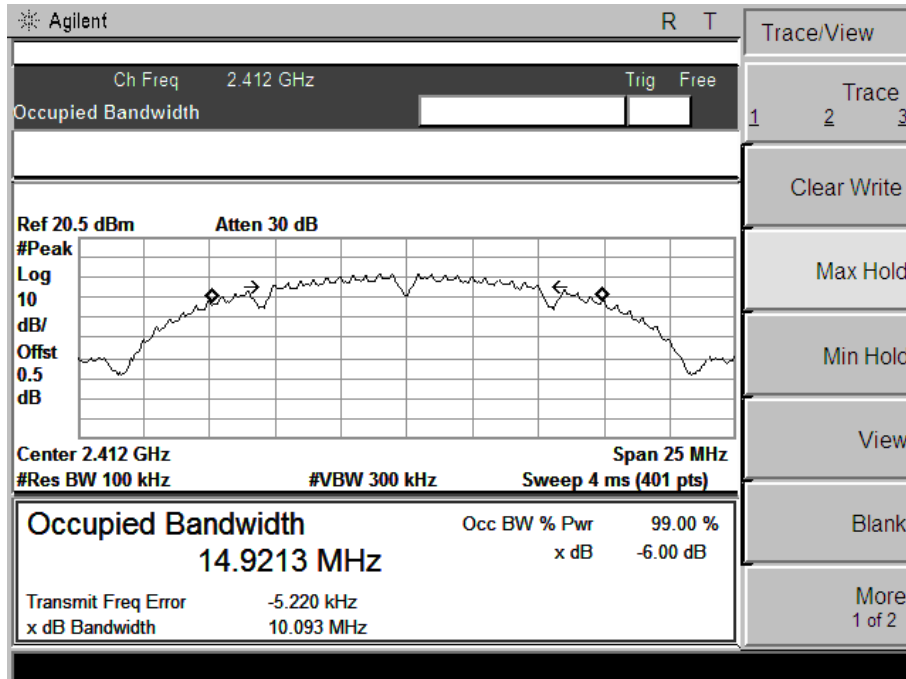 Agilent R T
Trace/View
Ch Freq 2.412 GHz Trig Free
Occupied Bandwidth
Trace
1 2 3
Clear Write
Max Hold
Min Hold
View
Blank
More
1 of 2
Ref 20.5 dBm Atten 30 dB
#Peak
Log
10
dB/
Offst
0.5
dB
Center 2.412 GHz Span 25 MHz
#Res BW 100 kHz #VBW 300 kHz Sweep 4 ms (401 pts)
Occupied Bandwidth Occ BW % Pwr 99.00 %
14.9213 MHz x dB -6.00 dB
Transmit Freq Error -5.220 kHz
x dB Bandwidth 10.093 MHz